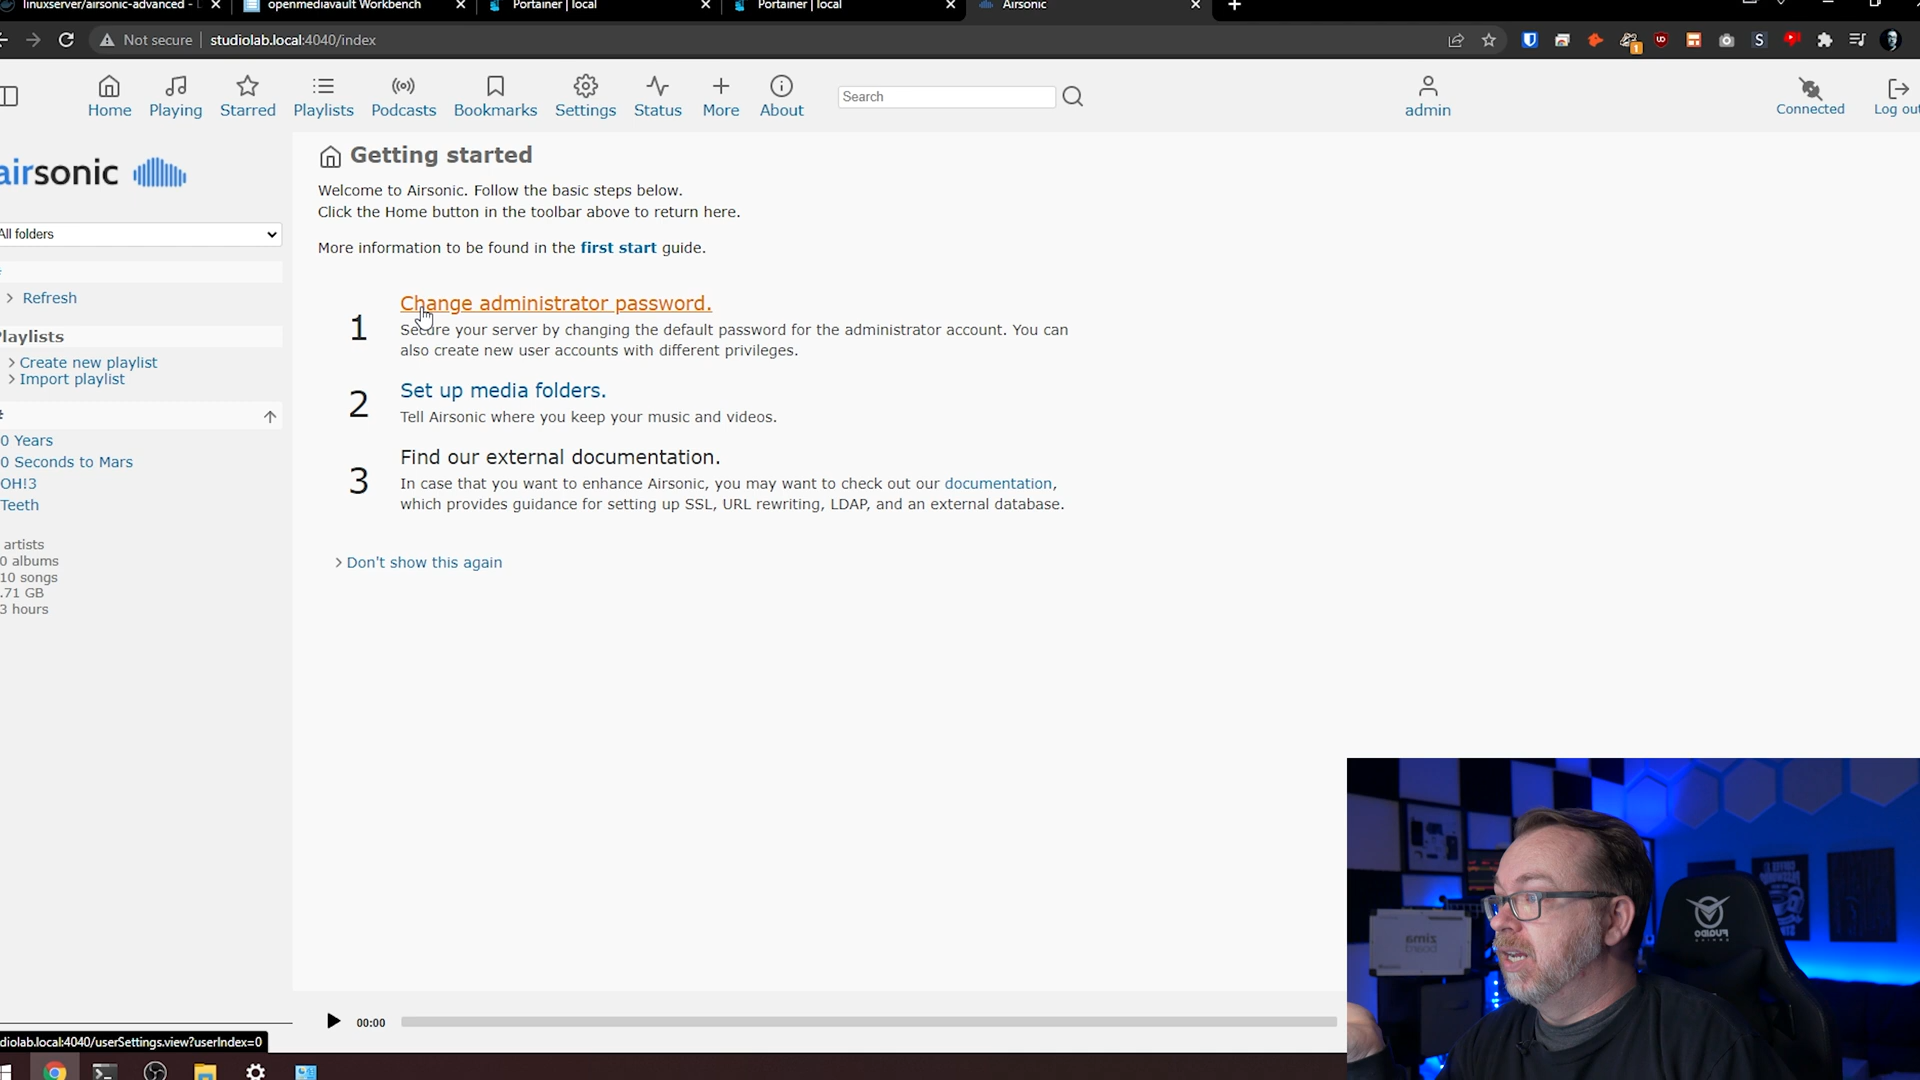 linuxserver/airsonic-advanced -
openmediavault Workbench
Portainer | local
Portainer | local
Airsonic
Not secure
studiolab.local:4040/index
Home
Playing
Starred
Playlists
Podcasts
Bookmarks
Settings
Status
More
About
Search
admin
Connected
Log out
airsonic
All folders
Refresh
Playlists
Create new playlist
Import playlist
0 Years
0 Seconds to Mars
OH!3
Teeth
artists
0 albums
10 songs
.71 GB
3 hours
Getting started
Welcome to Airsonic. Follow the basic steps below.
Click the Home button in the toolbar above to return here.
More information to be found in the first start guide.
1
Change administrator password.
Secure your server by changing the default password for the administrator account. You can
also create new user accounts with different privileges.
2
Set up media folders.
Tell Airsonic where you keep your music and videos.
3
Find our external documentation.
In case that you want to enhance Airsonic, you may want to check out our documentation,
which provides guidance for setting up SSL, URL rewriting, LDAP, and an external database.
Don't show this again
00:00
diolab.local:4040/userSettings.view?userIndex=0
zima
board